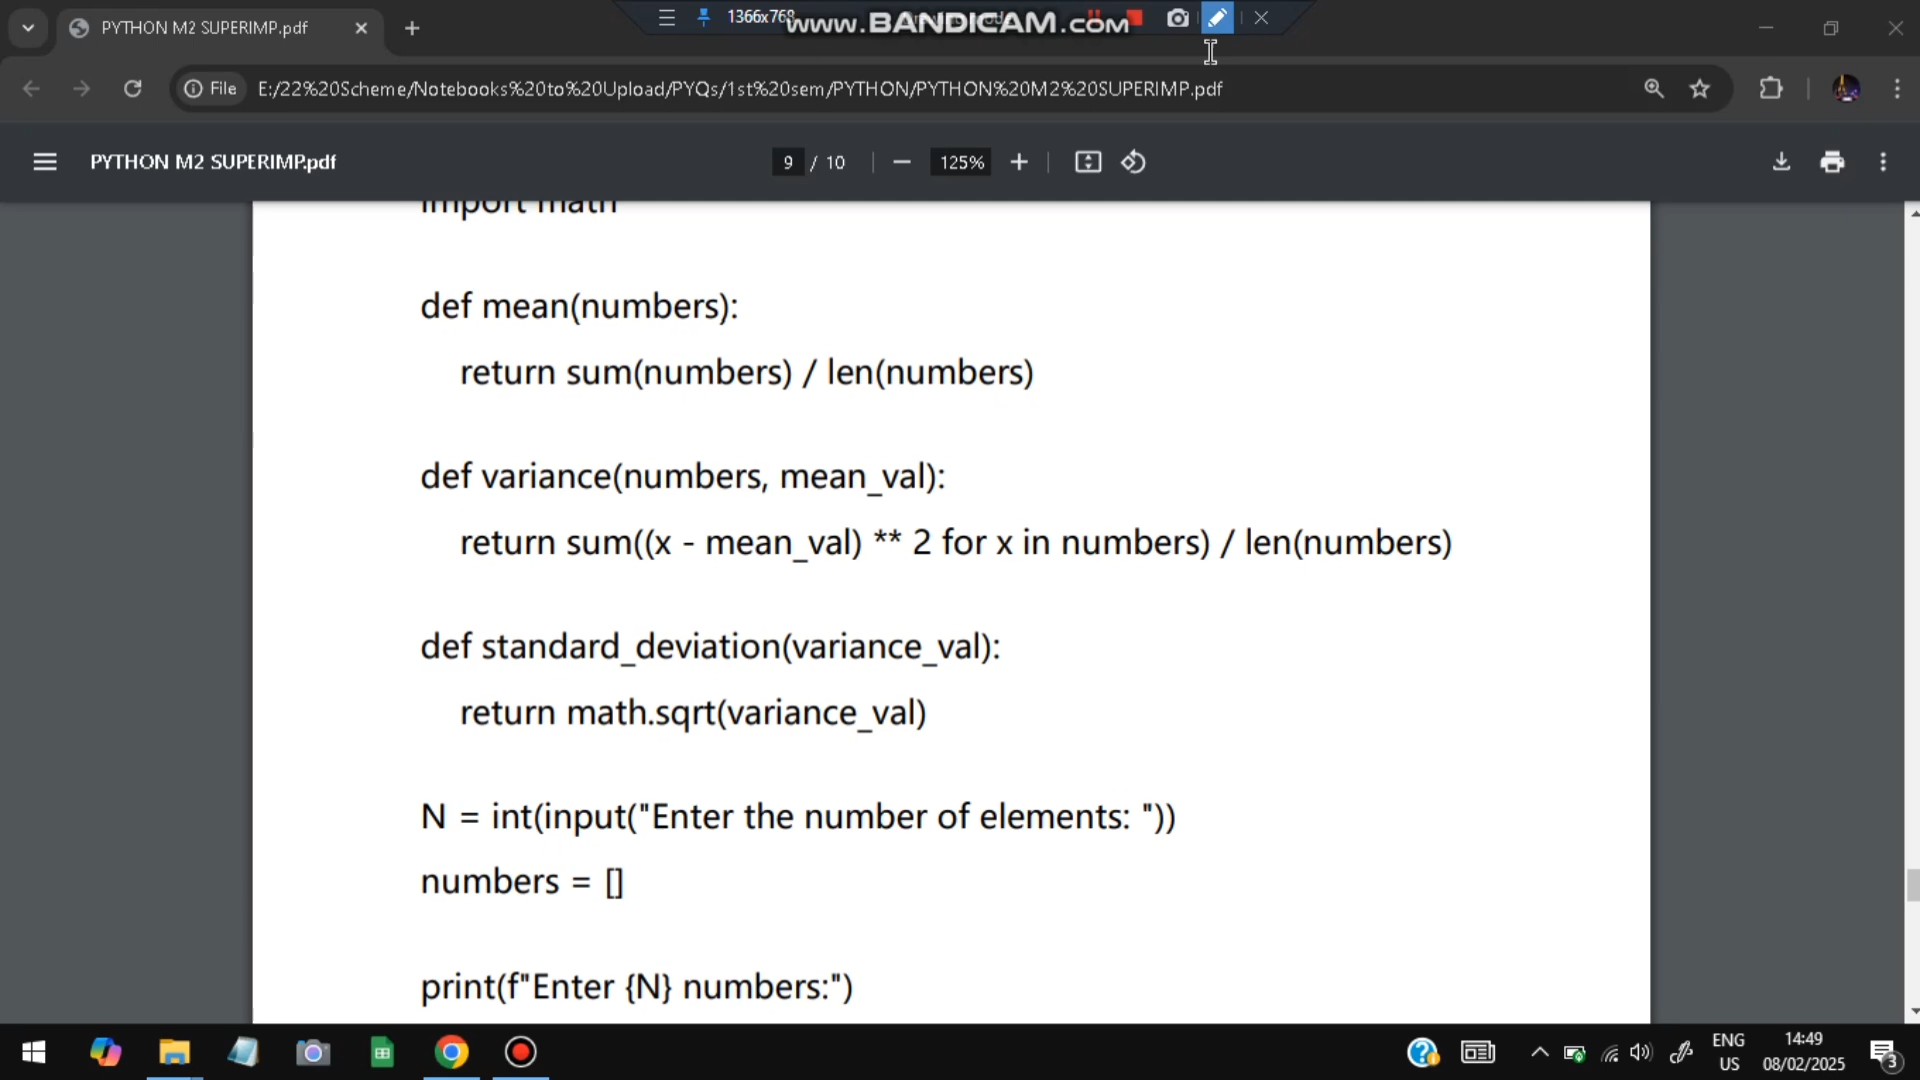 PYTHON M2 SUPERIMP.pdf
1366x768
www.BANDICAM.com
File
E:/22%20Scheme/Notebooks%20to%20Upload/PYQs/1st%20sem/PYTHON/PYTHON%20M2%20SUPERIMP.pdf
PYTHON M2 SUPERIMP.pdf
9 / 10
125%
import math
def mean(numbers):
return sum(numbers) / len(numbers)
def variance(numbers, mean_val):
return sum((x - mean_val) ** 2 for x in numbers) / len(numbers)
def standard_deviation(variance_val):
return math.sqrt(variance_val)
N = int(input("Enter the number of elements: "))
numbers = []
print(f"Enter {N} numbers:")
ENG
US
14:49
08/02/2025
3